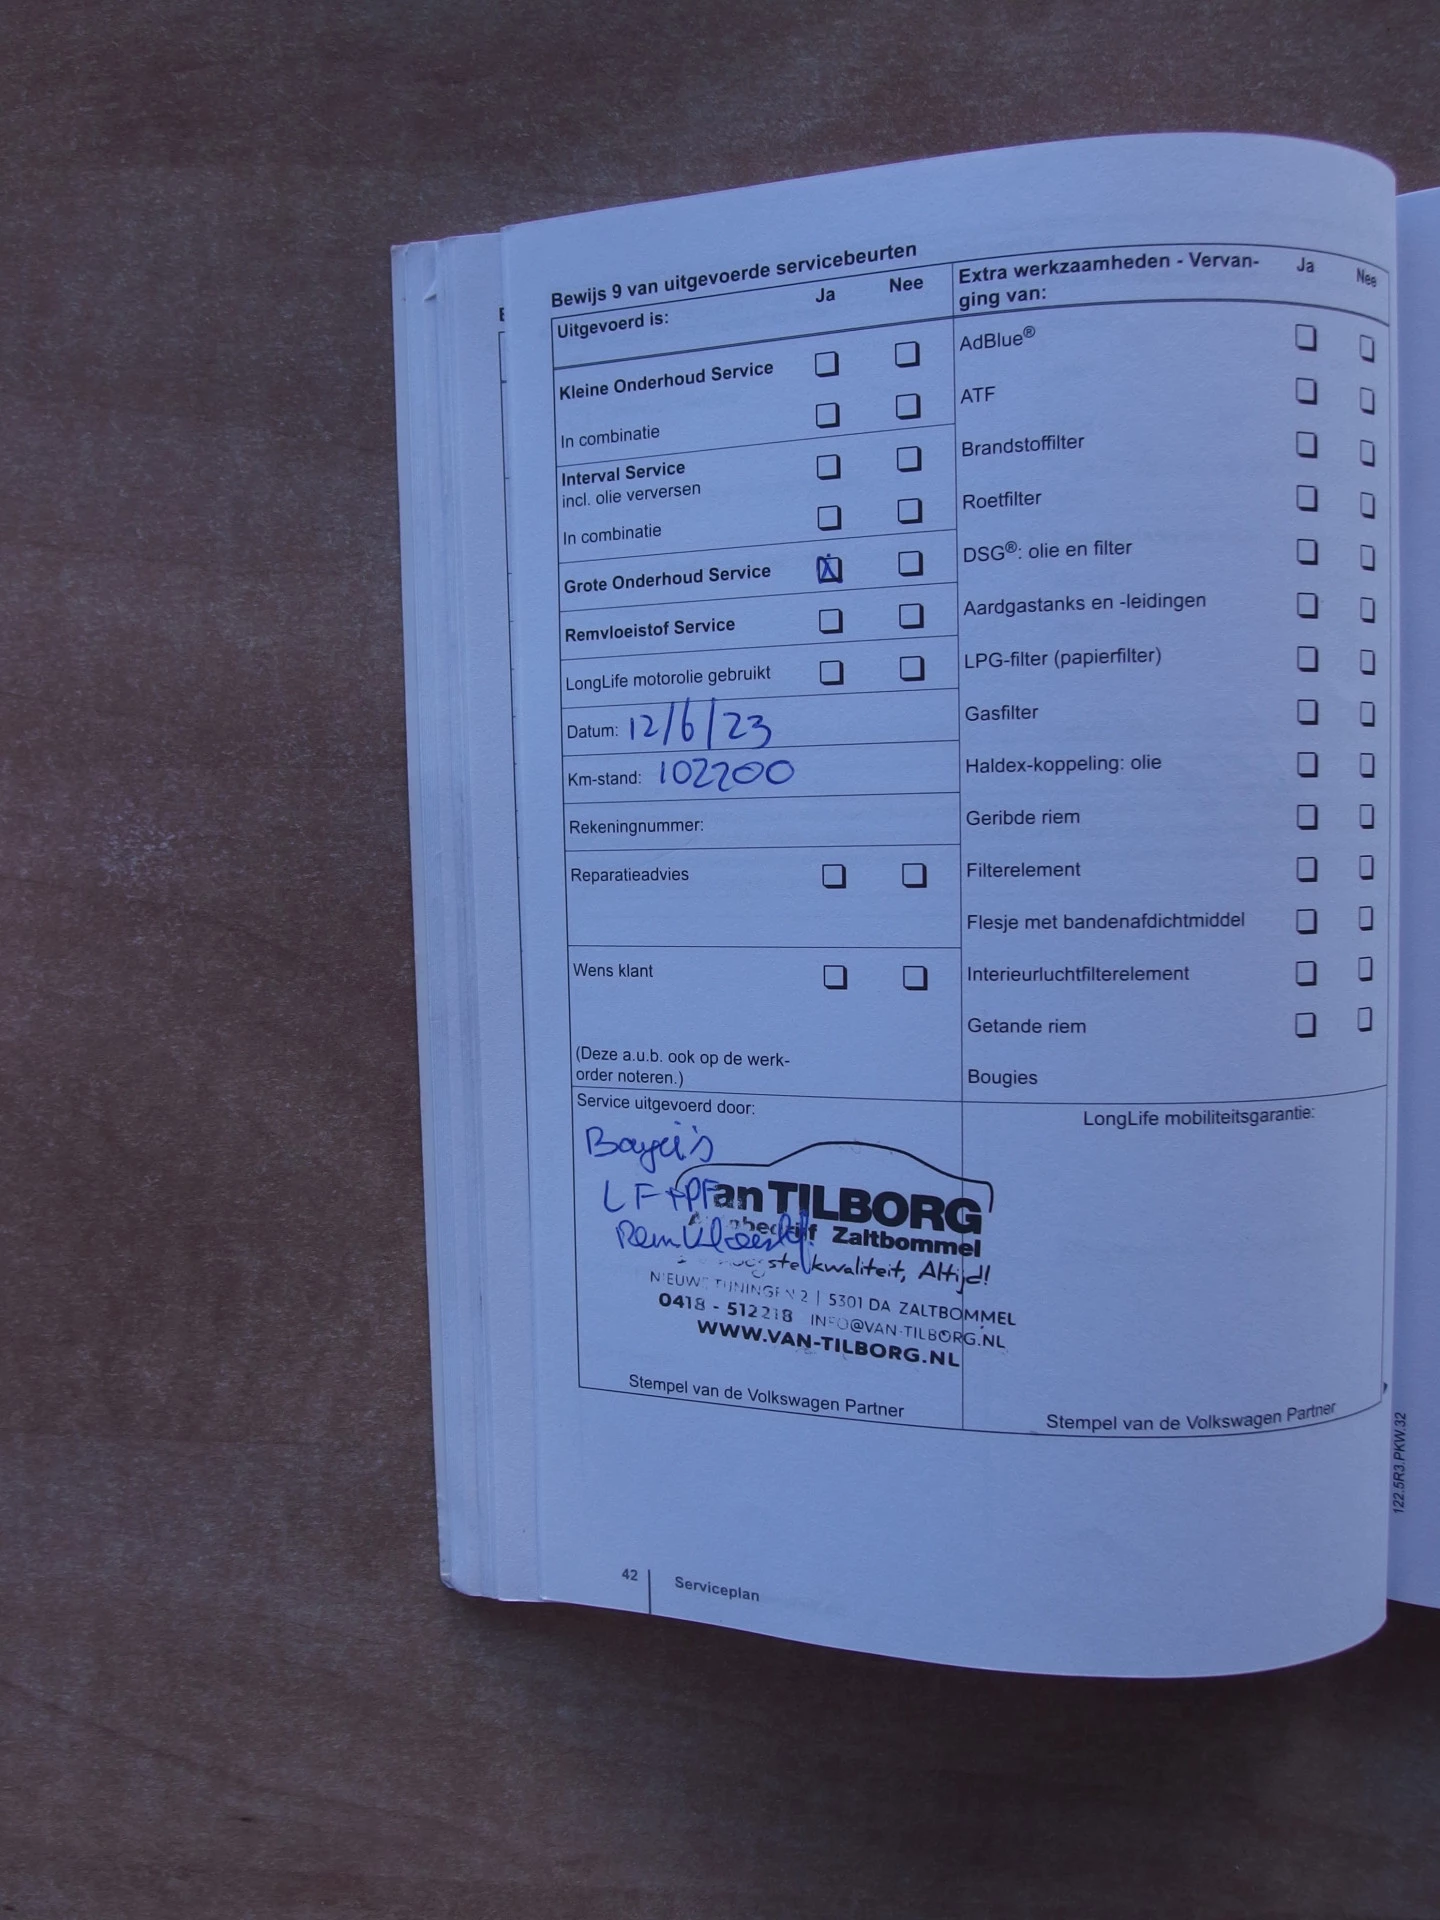 Bewijs 9 van uitgevoerde servicebeurten
Uitgevoerd is:
Ja
Nee
Kleine Onderhoud Service
In combinatie
Interval Service
incl. olie verversen
In combinatie
Grote Onderhoud Service
Remvloeistof Service
LongLife motorolie gebruikt
Datum: 12/6/23
Km-stand: 102200
Rekeningnummer:
Reparatieadvies
Wens klant
(Deze a.u.b. ook op de werk-
order noteren.)
Service uitgevoerd door:
LF + PF
van TILBORG
Autobedrijf Zaltbommel
kwaliteit, Altijd!
2 | 5301 DA ZALTBOMMEL
0418 - 512218 INFO@VAN-TILBORG.NL
WWW.VAN-TILBORG.NL
Stempel van de Volkswagen Partner
Extra werkzaamheden - Vervan-
ging van:
Ja
Nee
AdBlue®
ATF
Brandstoffilter
Roetfilter
DSG®: olie en filter
Aardgastanks en -leidingen
LPG-filter (papierfilter)
Gasfilter
Haldex-koppeling: olie
Geribde riem
Filterelement
Flesje met bandenafdichtmiddel
Interieurluchtfilterelement
Getande riem
Bougies
LongLife mobiliteitsgarantie:
Stempel van de Volkswagen Partner
122.5R3.PKW.32
42
Serviceplan